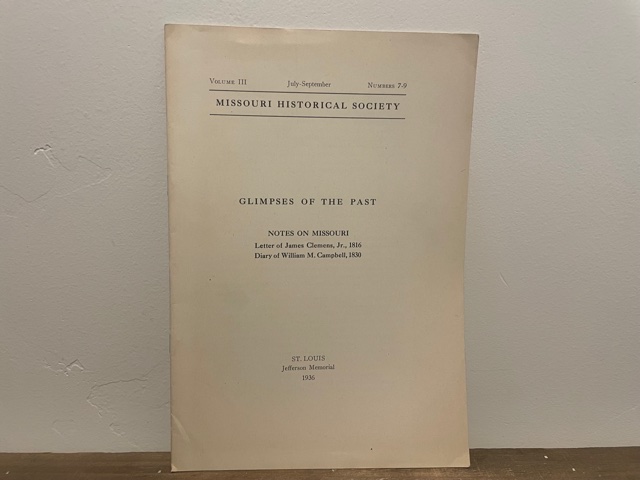 VOLUME III July-September NUMBERS 7-9
MISSOURI HISTORICAL SOCIETY
GLIMPSES OF THE PAST
NOTES ON MISSOURI
Letter of James Clemens, Jr., 1816
Diary of William M. Campbell, 1830
ST. LOUIS
Jefferson Memorial
1936